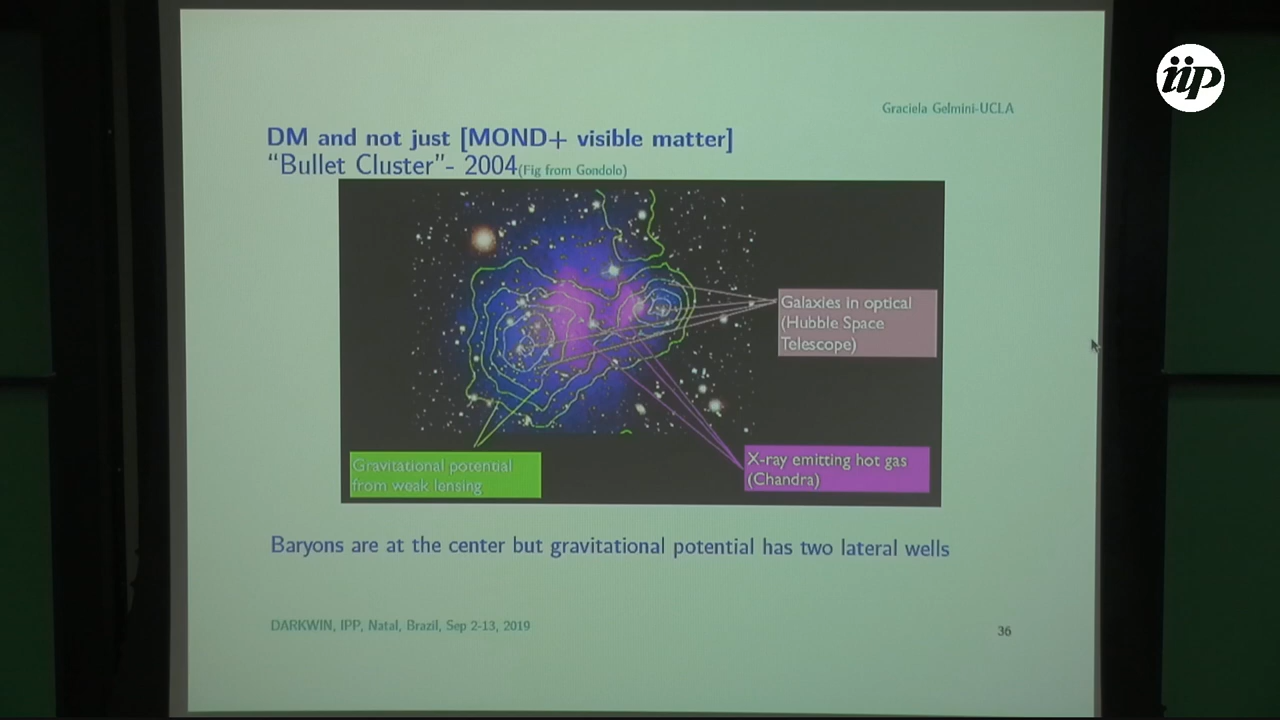 iip
Graciela Gelmini-UCLA
DM and not just [MOND+ visible matter]
“Bullet Cluster”- 2004(Fig from Gondolo)
Galaxies in optical
(Hubble Space
Telescope)
Gravitational potential
from weak lensing
X-ray emitting hot gas
(Chandra)
Baryons are at the center but gravitational potential has two lateral wells
DARKWIN, IPP, Natal, Brazil, Sep 2-13, 2019
36